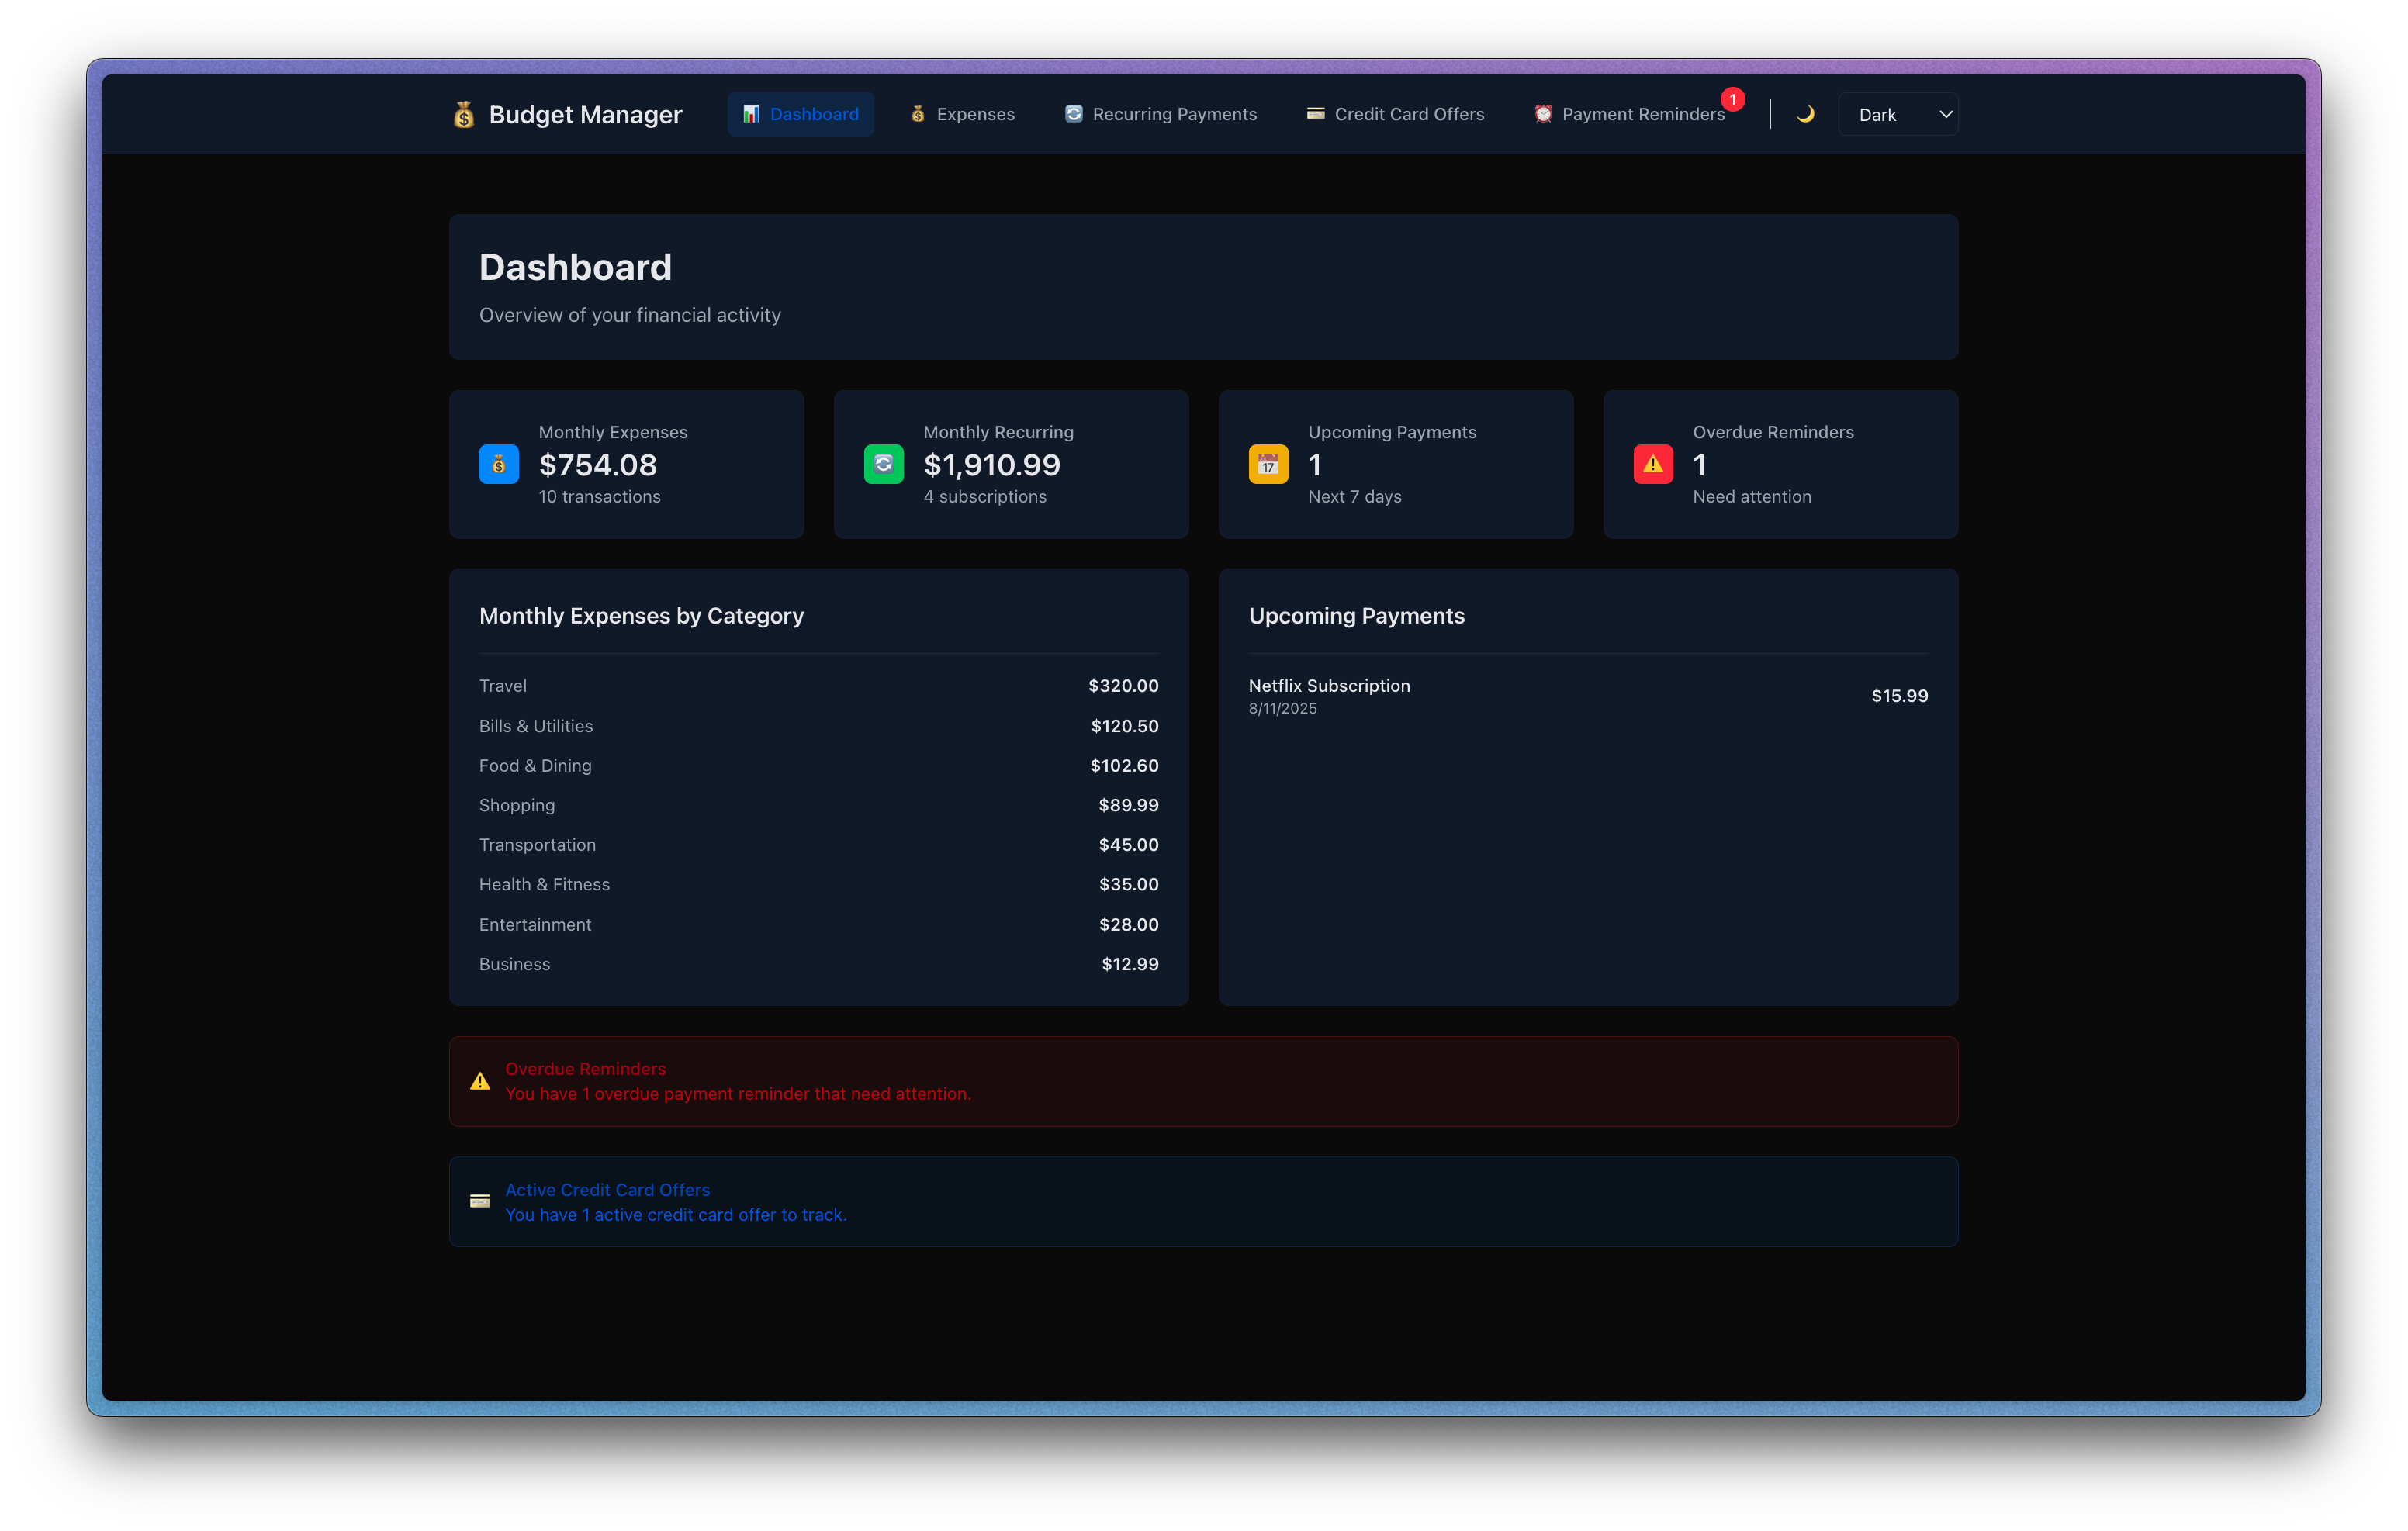 Budget Manager
Dashboard
Expenses
Recurring Payments
Credit Card Offers
Payment Reminders
1
Dark
Dashboard
Overview of your financial activity
Monthly Expenses
$754.08
10 transactions
Monthly Recurring
$1,910.99
4 subscriptions
Upcoming Payments
1
Next 7 days
Overdue Reminders
1
Need attention
Monthly Expenses by Category
Travel $320.00
Bills & Utilities $120.50
Food & Dining $102.60
Shopping $89.99
Transportation $45.00
Health & Fitness $35.00
Entertainment $28.00
Business $12.99
Upcoming Payments
Netflix Subscription
8/11/2025
$15.99
Overdue Reminders
You have 1 overdue payment reminder that need attention.
Active Credit Card Offers
You have 1 active credit card offer to track.